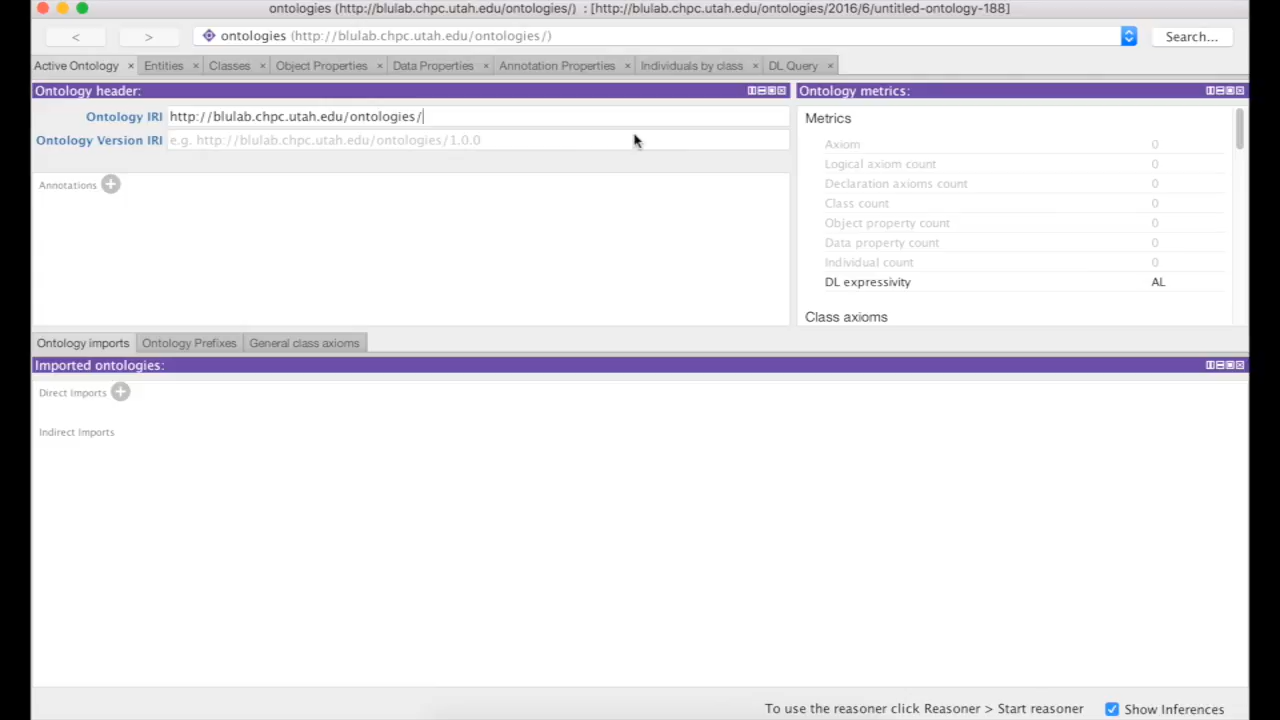 ontologies (http://blulab.chpc.utah.edu/ontologies/) : [http://blulab.chpc.utah.edu/ontologies/2016/6/untitled-ontology-188]
< > ontologies (http://blulab.chpc.utah.edu/ontologies/) Search...
Active Ontology × Entities × Classes × Object Properties × Data Properties × Annotation Properties × Individuals by class × DL Query ×
Ontology header:
Ontology IRI http://blulab.chpc.utah.edu/ontologies/
Ontology Version IRI e.g. http://blulab.chpc.utah.edu/ontologies/1.0.0
Annotations +
Ontology metrics:
Metrics
Axiom 0
Logical axiom count 0
Declaration axioms count 0
Class count 0
Object property count 0
Data property count 0
Individual count 0
DL expressivity AL
Class axioms
Ontology imports Ontology Prefixes General class axioms
Imported ontologies:
Direct Imports +
Indirect Imports
To use the reasoner click Reasoner > Start reasoner Show Inferences